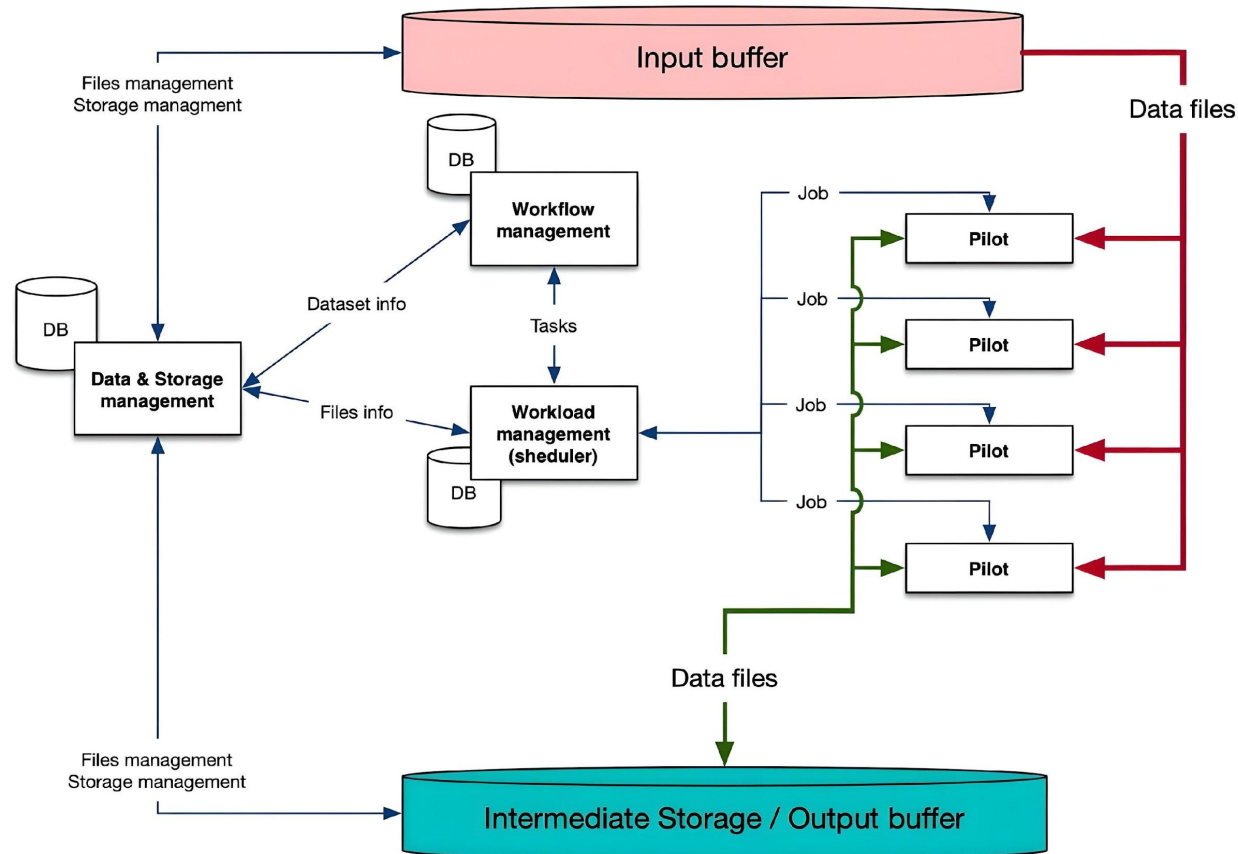 Input buffer
Files management
Storage managment
Data files
DB
Workflow
management
Job
Pilot
Dataset info
DB
Job
Tasks
Pilot
Data & Storage
management
Files info
Workload
management
(sheduler)
Job
Pilot
DB
Job
Pilot
Data files
Files management
Storage management
Intermediate Storage / Output buffer